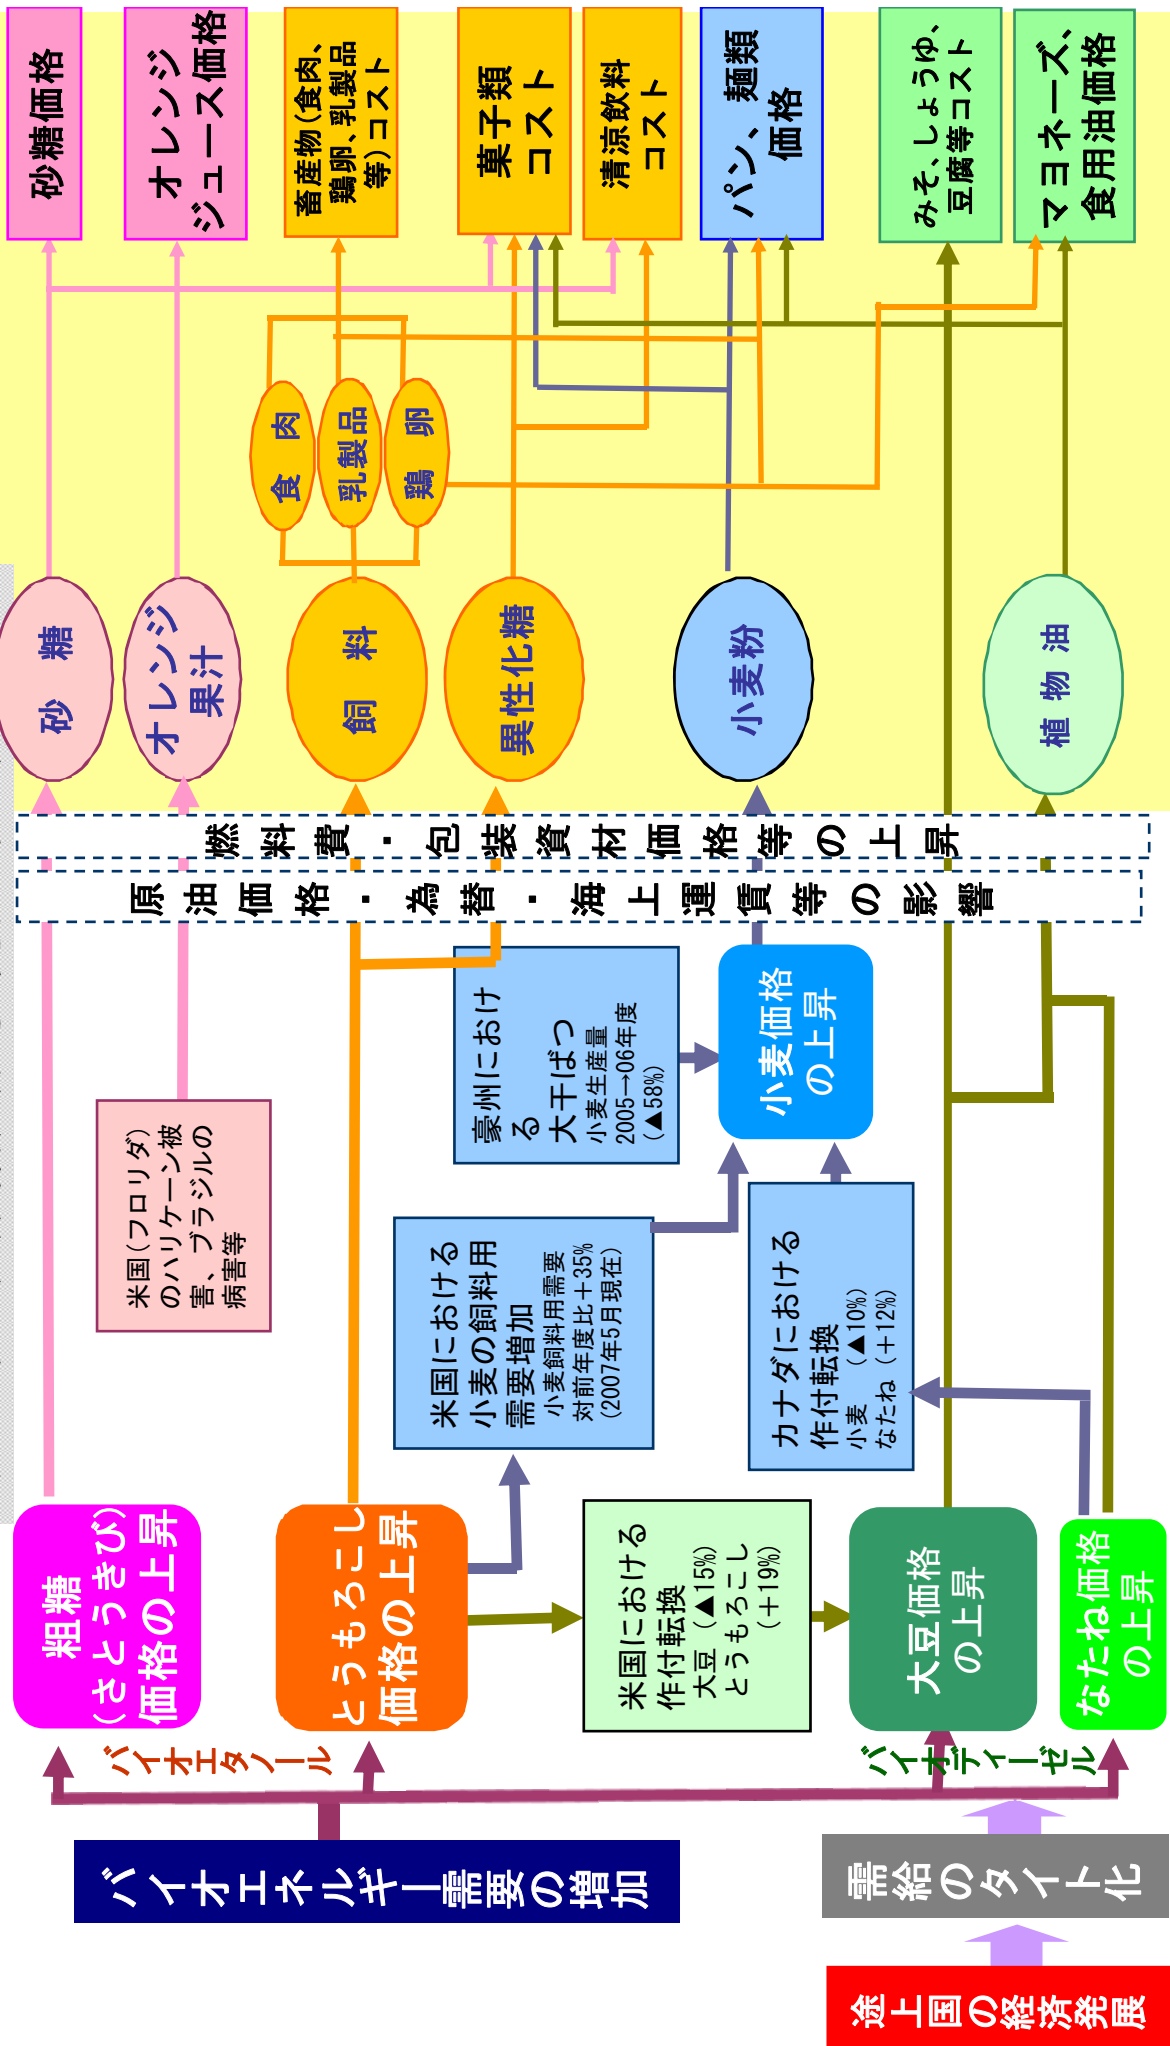 バイオエネルギー需要の増加
途上国の経済発展
需給のタイト化
バイオエタノール
バイオディーゼル
粗糖
（さとうきび）
価格の上昇
とうもろこし
価格の上昇
大豆価格
の上昇
なたね価格
の上昇
米国（フロリダ）
のハリケーン被
害、ブラジルの
病害等
米国における
小麦の飼料用
需要増加
小麦飼料用需要
対前年度比＋35%
（2007年5月現在）
米国における
作付転換
大豆（▲15%）
とうもろこし
（＋19%）
豪州におけ
る
大干ばつ
小麦生産量
2005→06年度
（▲58%）
カナダにおける
作付転換
小麦　（▲10%）
なたね（＋12%）
小麦価格
の上昇
原油価格・為替・海上運賃等の影響
燃料費・包装資材価格等の上昇
砂　糖
オレンジ
果汁
飼　料
異性化糖
小麦粉
植物油
食　肉
乳製品
鶏　卵
砂糖価格
オレンジ
ジュース価格
畜産物（食肉、
鶏卵、乳製品
等）コスト
菓子類
コスト
清涼飲料
コスト
パン、麺類
価格
みそ、しょうゆ、
豆腐等コスト
マヨネーズ、
食用油価格